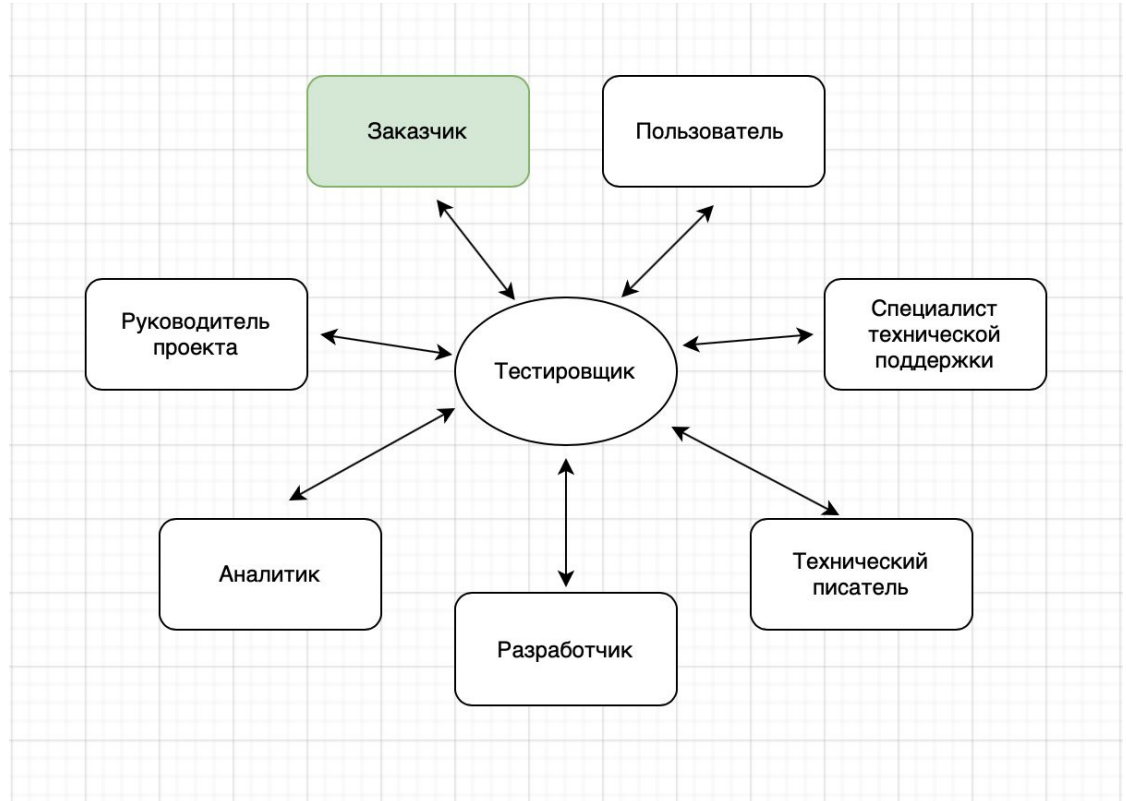 Заказчик
Пользователь
Руководитель
проекта
Специалист
технической
поддержки
Тестировщик
Аналитик
Технический
писатель
Разработчик